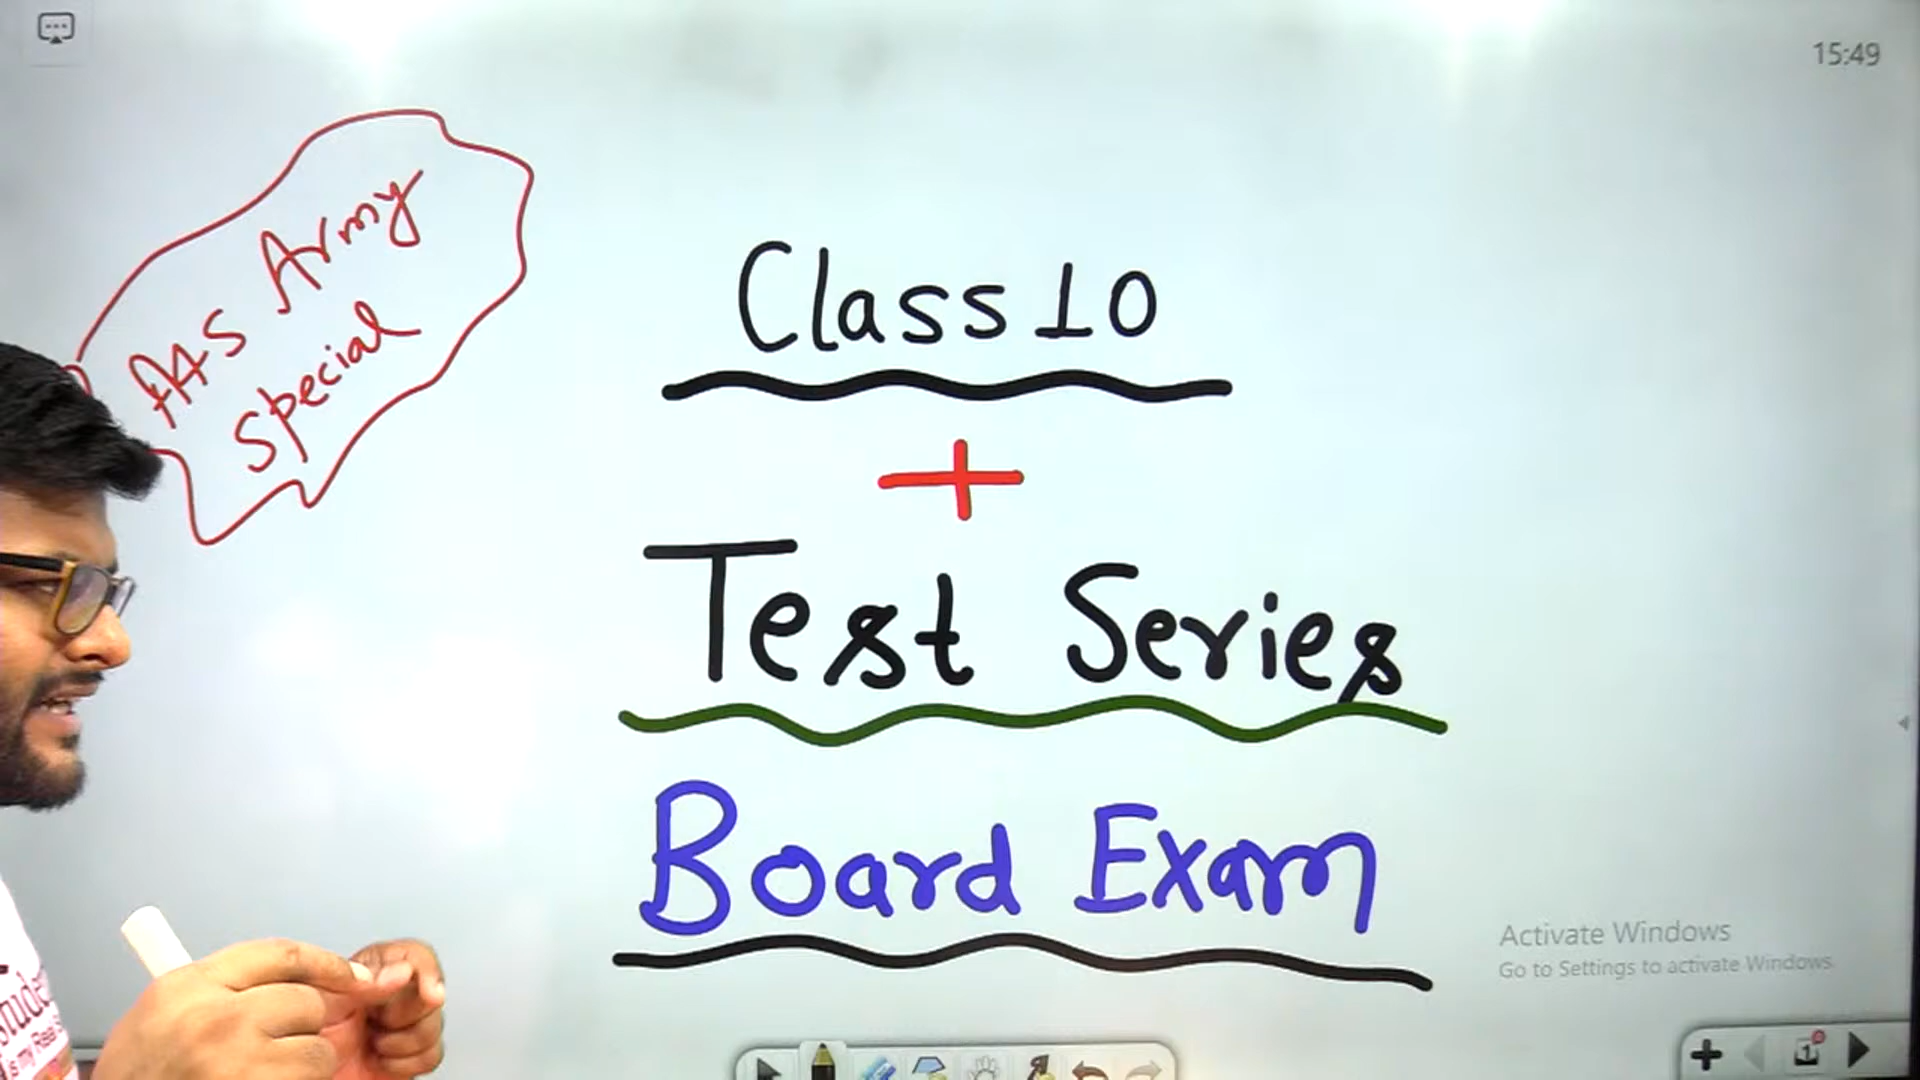 15:49
AAS Army
Special
Class 10
+
Test Series
Board Exam
Activate Windows
Go to Settings to activate Windows.
1